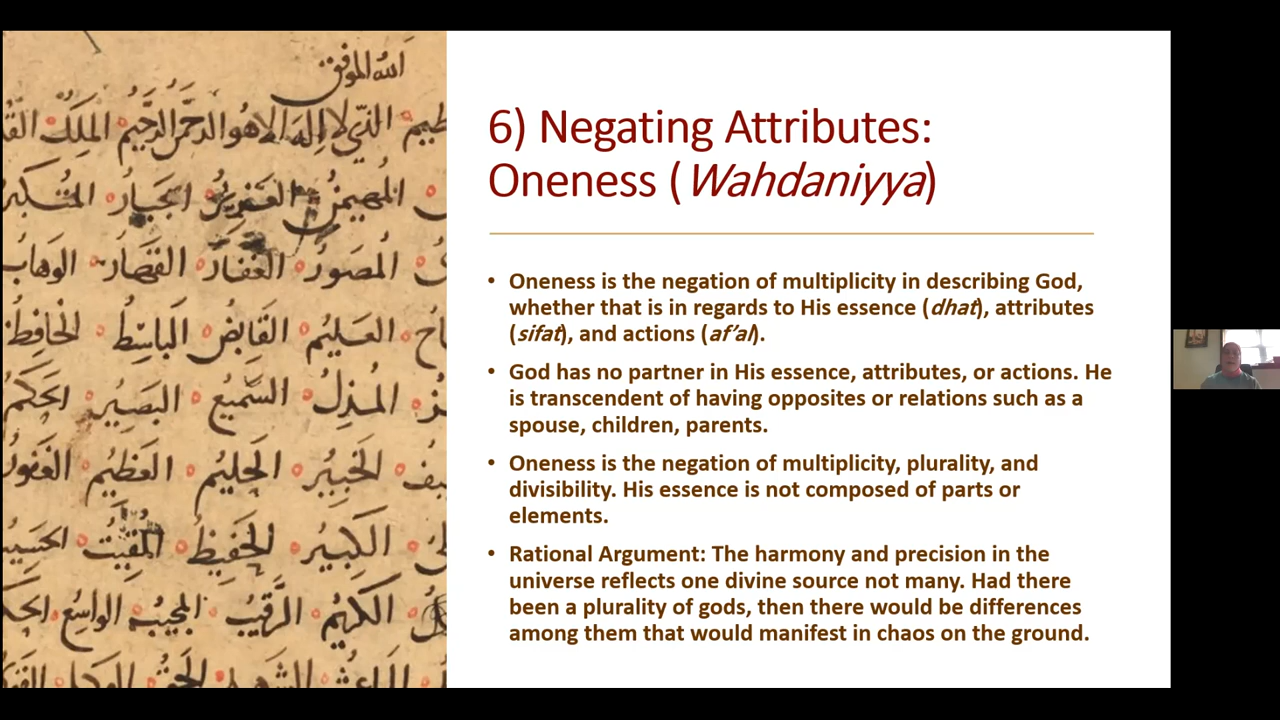 الله الموفق
الذي لا إله إلا هو الرحمن الرحيم الملك
المهيمن العزيز الجبار المتكبر
المصور الغفار القهار الوهاب
العليم القابض الباسط الحافظ
المذل السميع البصير الحكم
الخبير الحليم العظيم الغفور
الكبير الحفيظ المقيت
الكريم الرقيب المجيب الواسع
6) Negating Attributes:
Oneness (Wahdaniyya)
• Oneness is the negation of multiplicity in describing God,
whether that is in regards to His essence (dhat), attributes
(sifat), and actions (af’al).
• God has no partner in His essence, attributes, or actions. He
is transcendent of having opposites or relations such as a
spouse, children, parents.
• Oneness is the negation of multiplicity, plurality, and
divisibility. His essence is not composed of parts or
elements.
• Rational Argument: The harmony and precision in the
universe reflects one divine source not many. Had there
been a plurality of gods, then there would be differences
among them that would manifest in chaos on the ground.